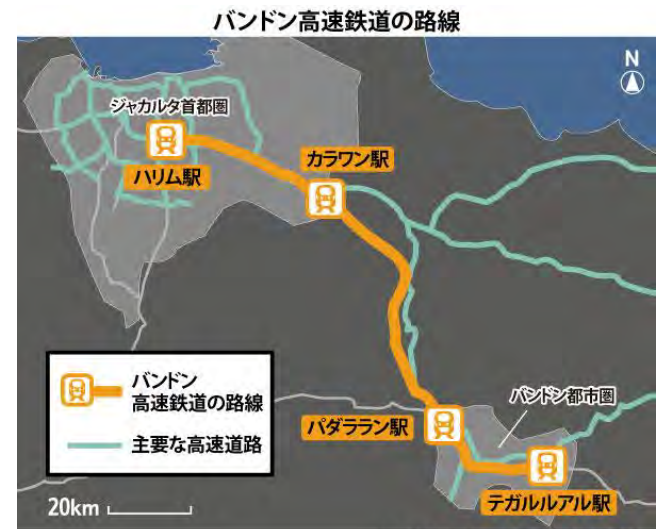 バンドン高速鉄道の路線
N
ジャカルタ首都圏
ハリム駅
カラワン駅
バンドン
高速鉄道の路線
主要な高速道路
20km
パダララン駅
バンドン都市圏
テガルルアル駅